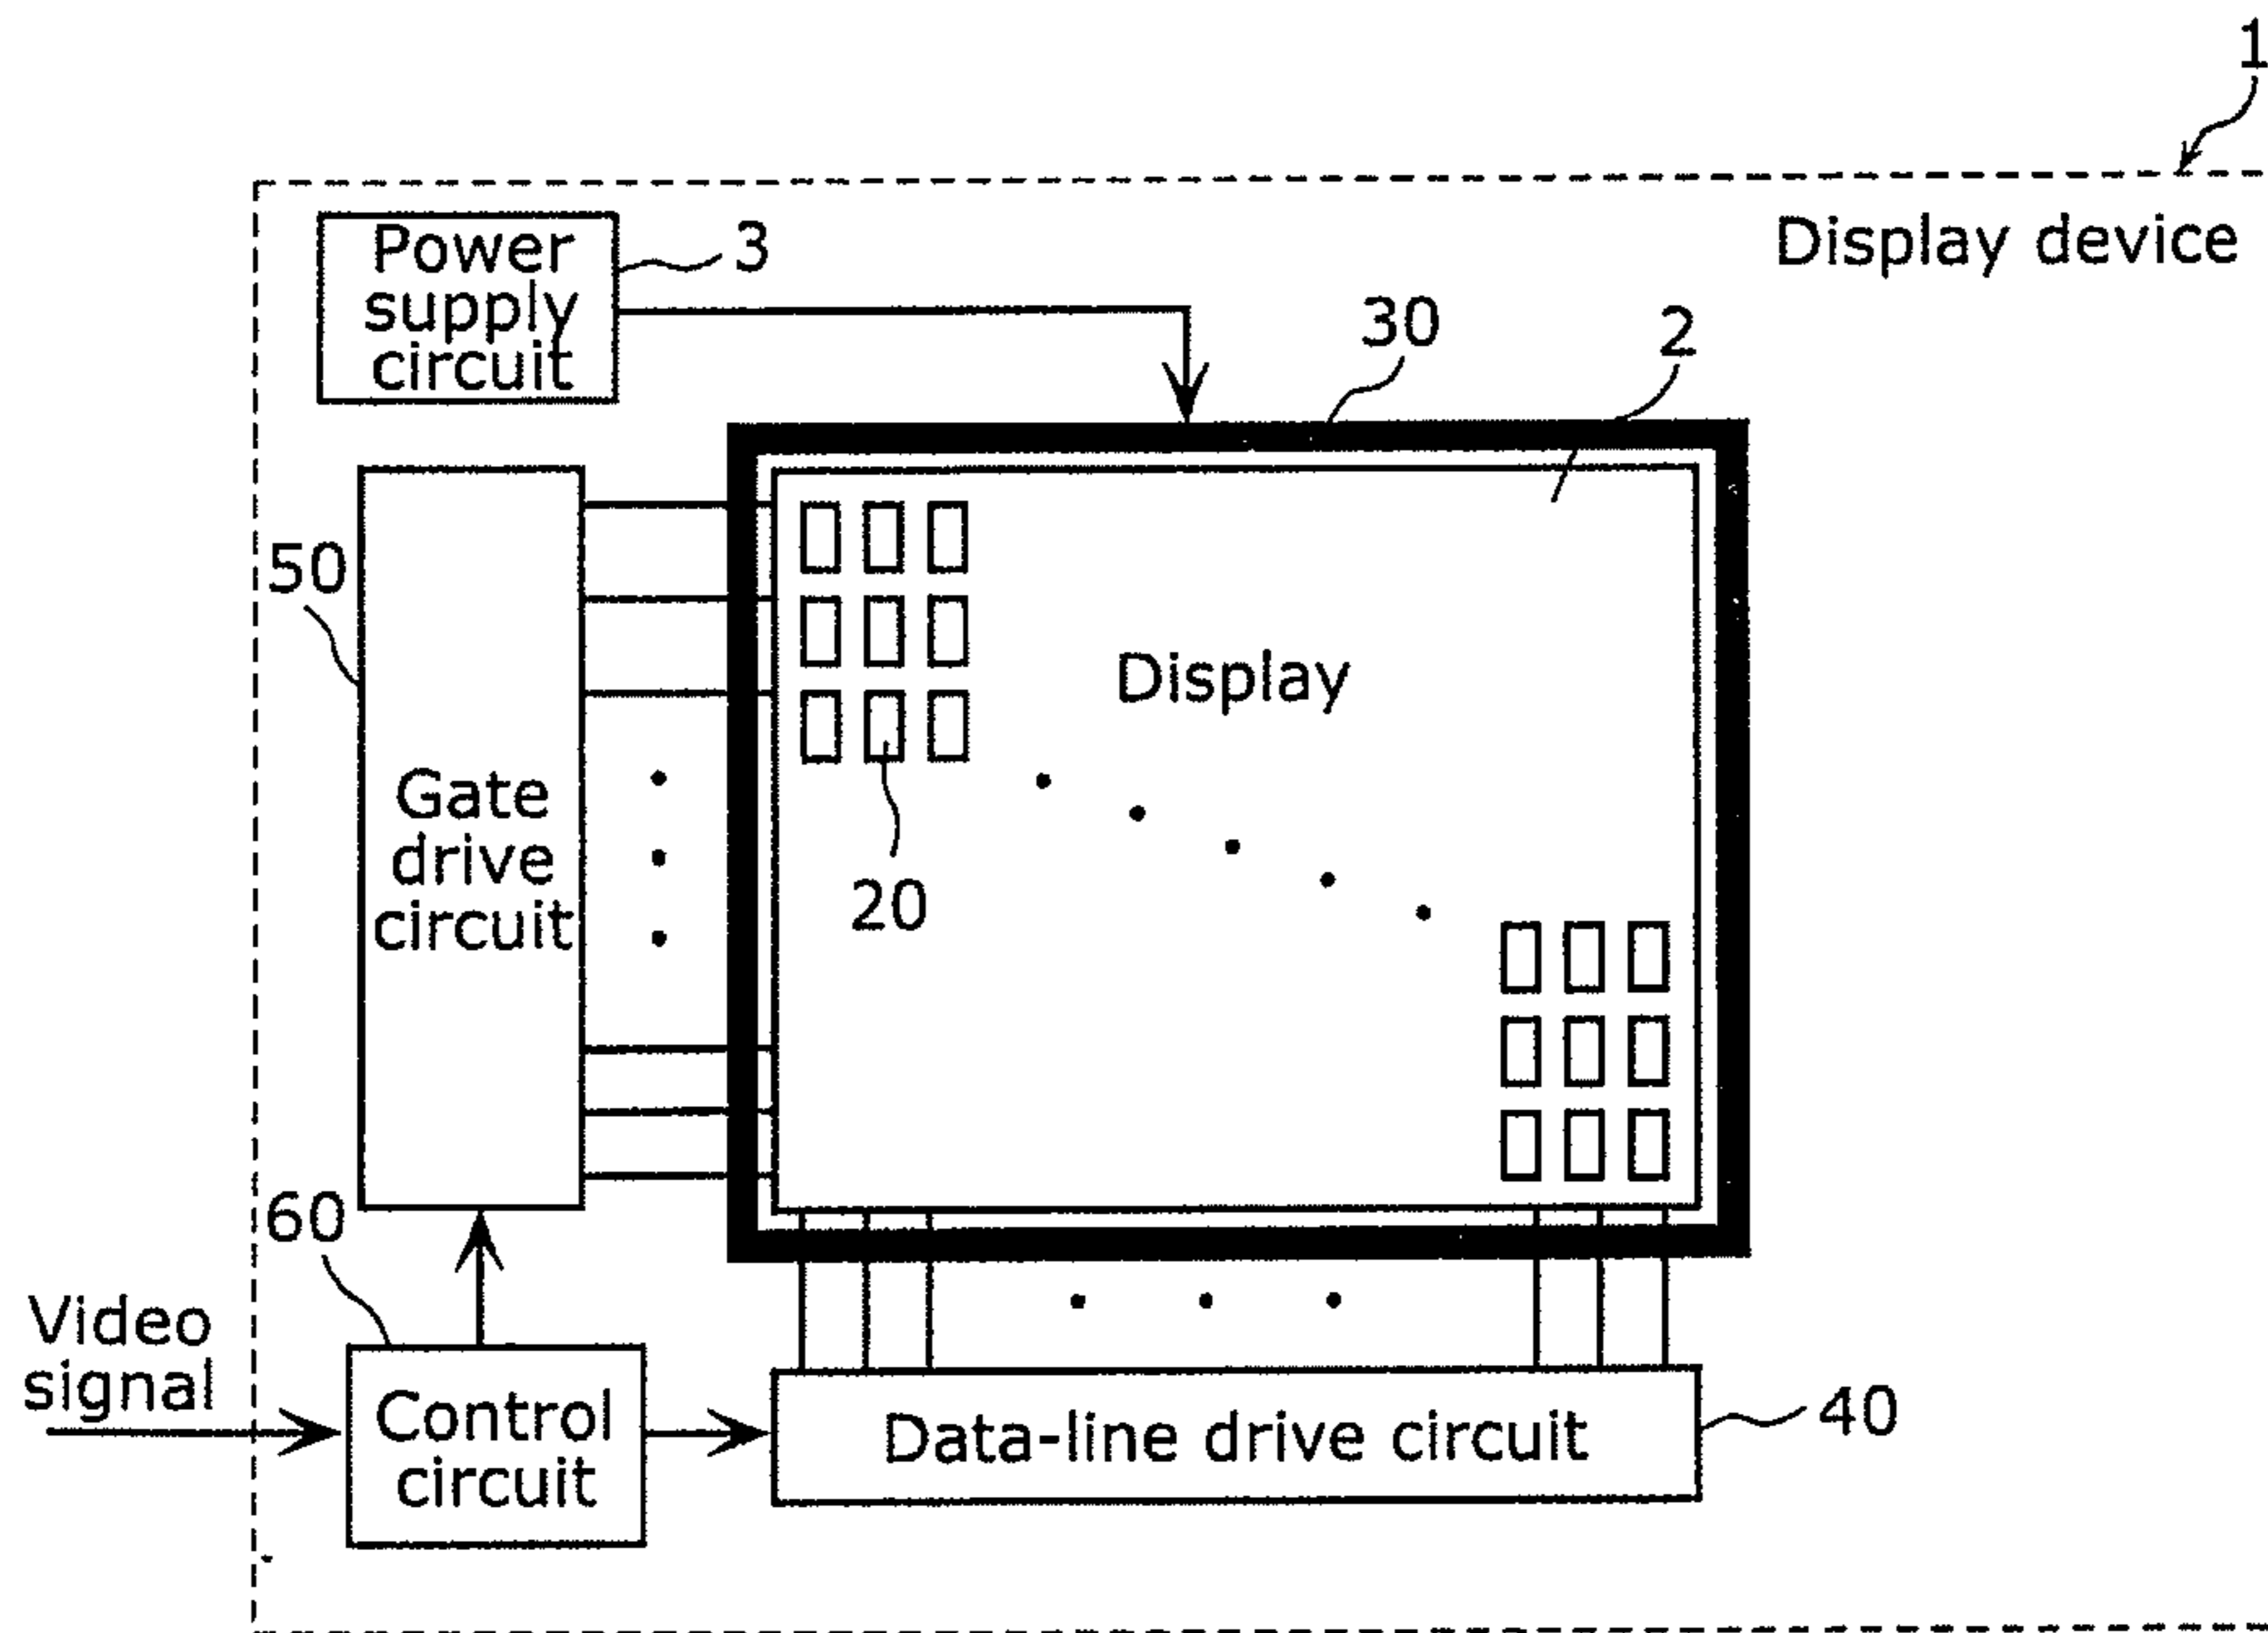 1
Display device
Power
supply
circuit
3
30
2
50
Display
Gate
drive
circuit
20
60
Video
signal
Control
circuit
Data-line drive circuit
40